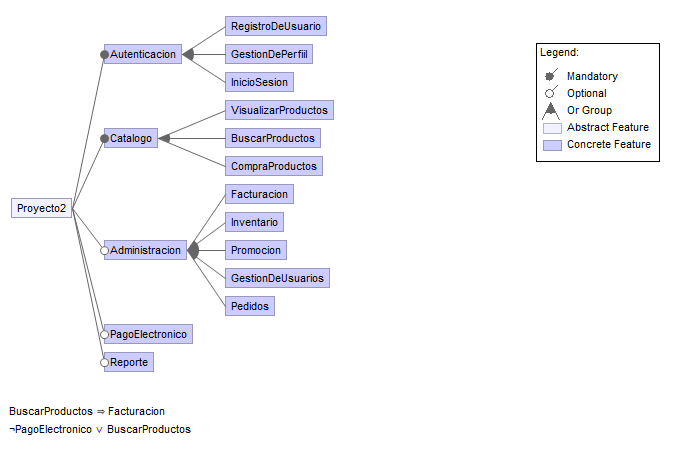 RegistroDeUsuario
Autenticacion
GestionDePerfiil
InicioSesion
VisualizarProductos
Catalogo
BuscarProductos
CompraProductos
Facturacion
Proyecto2
Inventario
Administracion
Promocion
GestionDeUsuarios
Pedidos
PagoElectronico
Reporte
Legend:
Mandatory
Optional
Or Group
Abstract Feature
Concrete Feature
BuscarProductos ⇒ Facturacion
¬PagoElectronico ∨ BuscarProductos